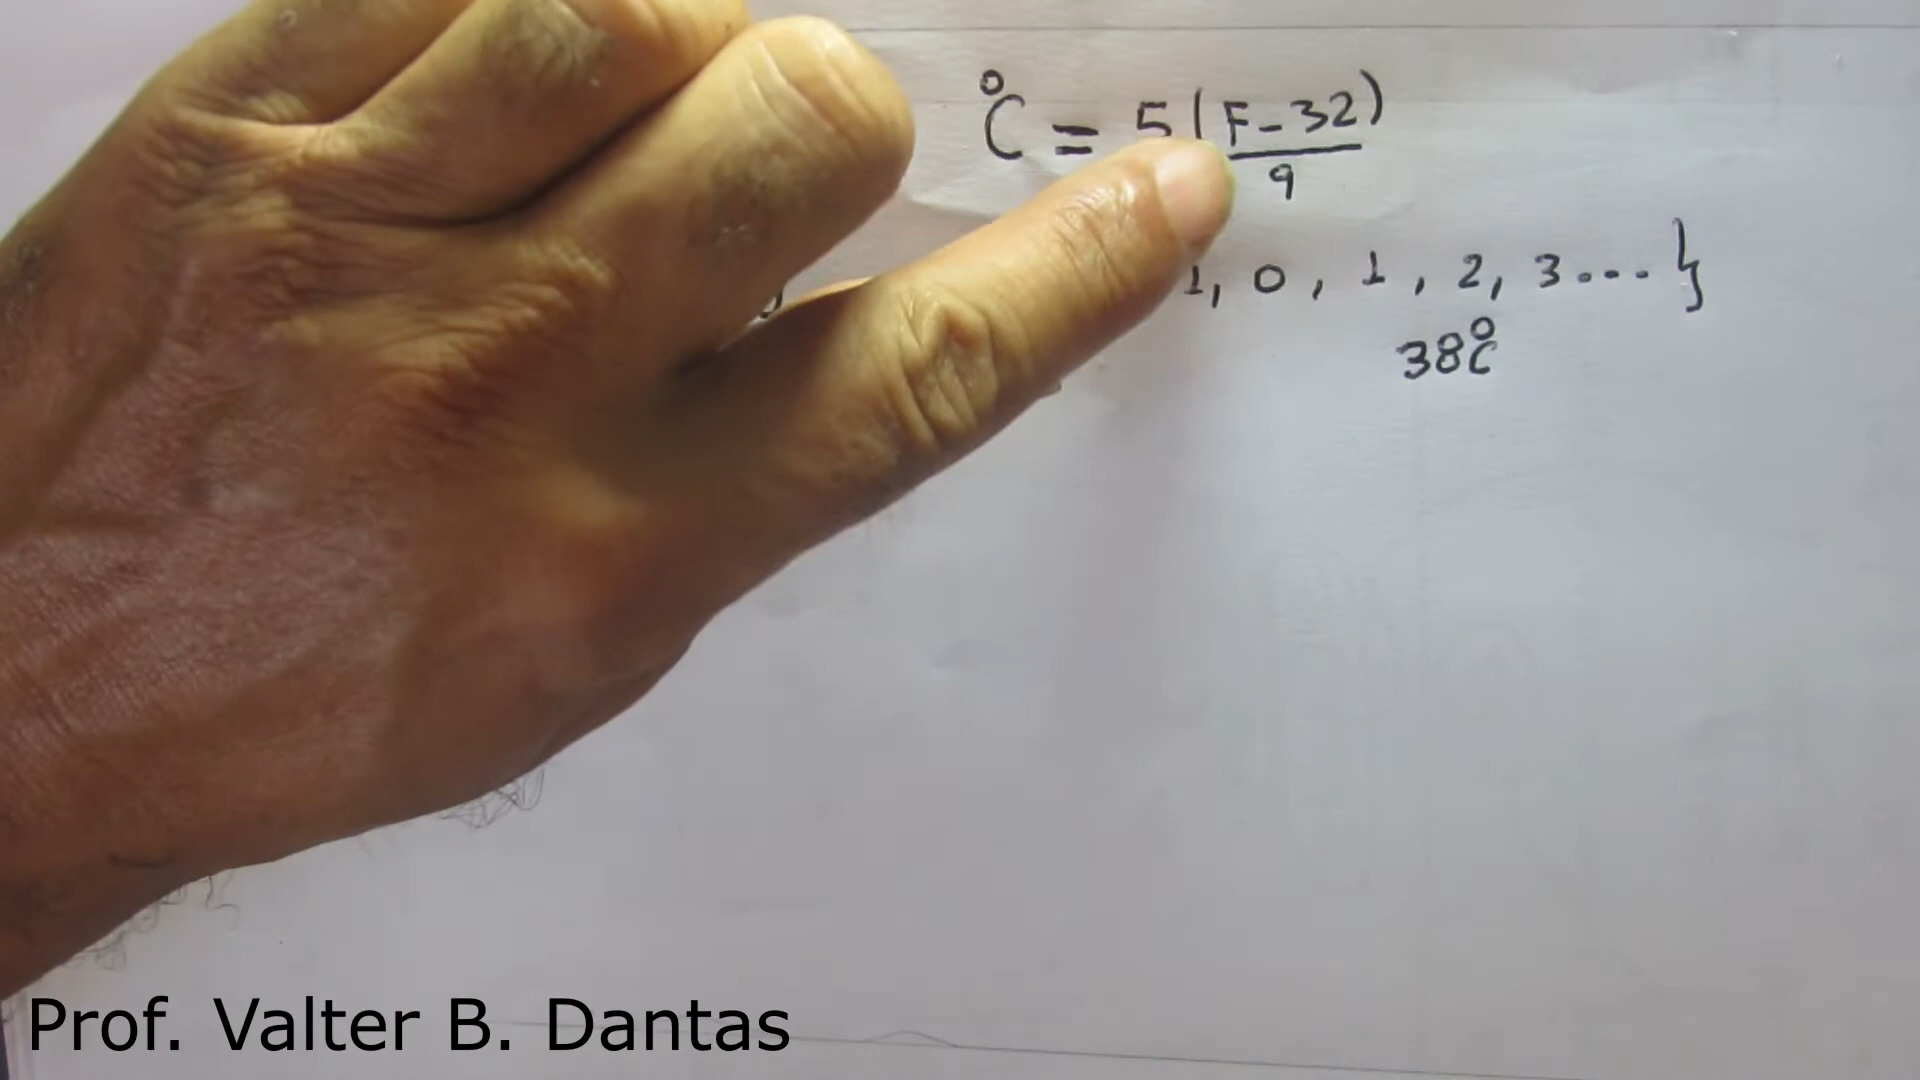 °C = 5(F-32)
9
1, 0, 1, 2, 3... }
38°C
Prof. Valter B. Dantas